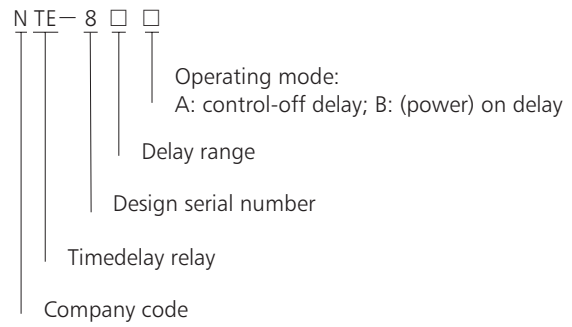 N TE－8 □ □
Operating mode:
A: control-off delay; B: (power) on delay
Delay range
Design serial number
Timedelay relay
Company code